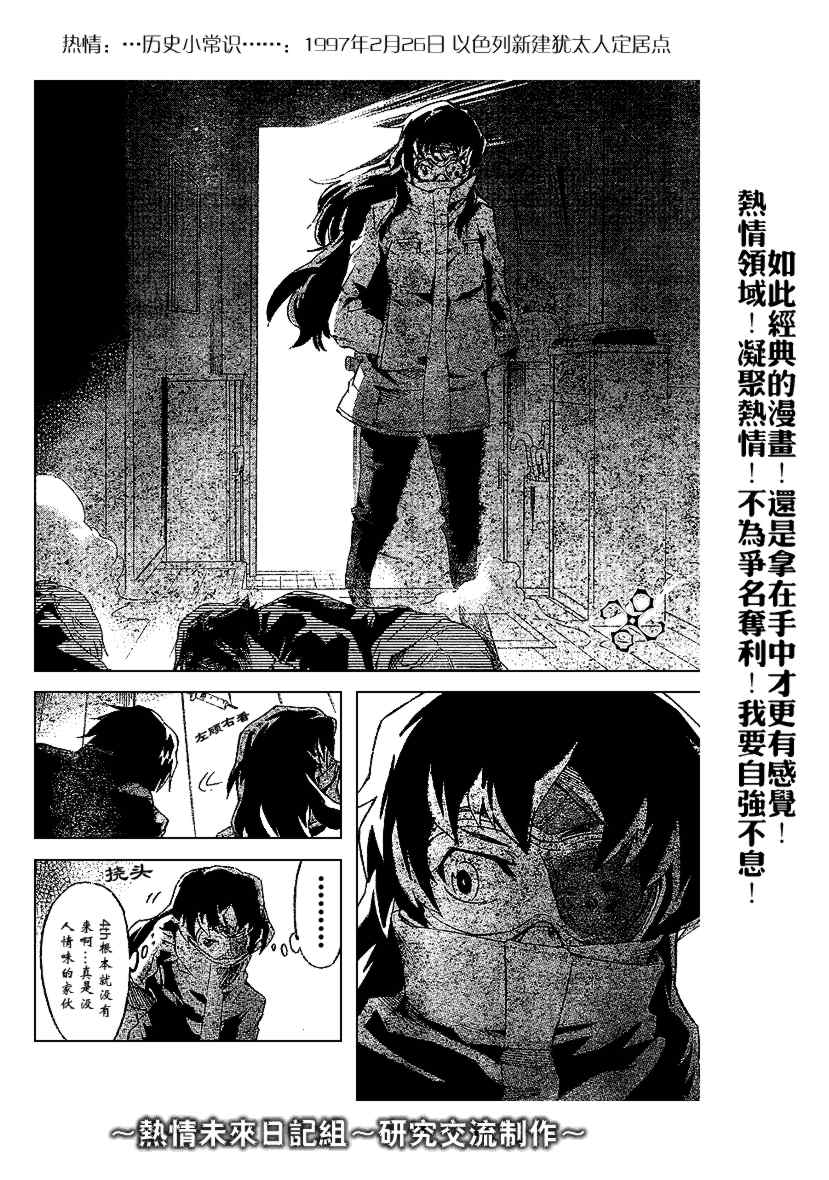 热情：…历史小常识……：1997年2月26日 以色列新建犹太人定居点
如此經典的漫畫！還是拿在手中才更有感覺！
熱情領域！凝聚熱情！不為爭名奪利！我要自強不息！
左顾右看
挠头
………
4th根本就没有
来啊…真是没
人情味的家伙
～熱情未來日記組～研究交流制作～